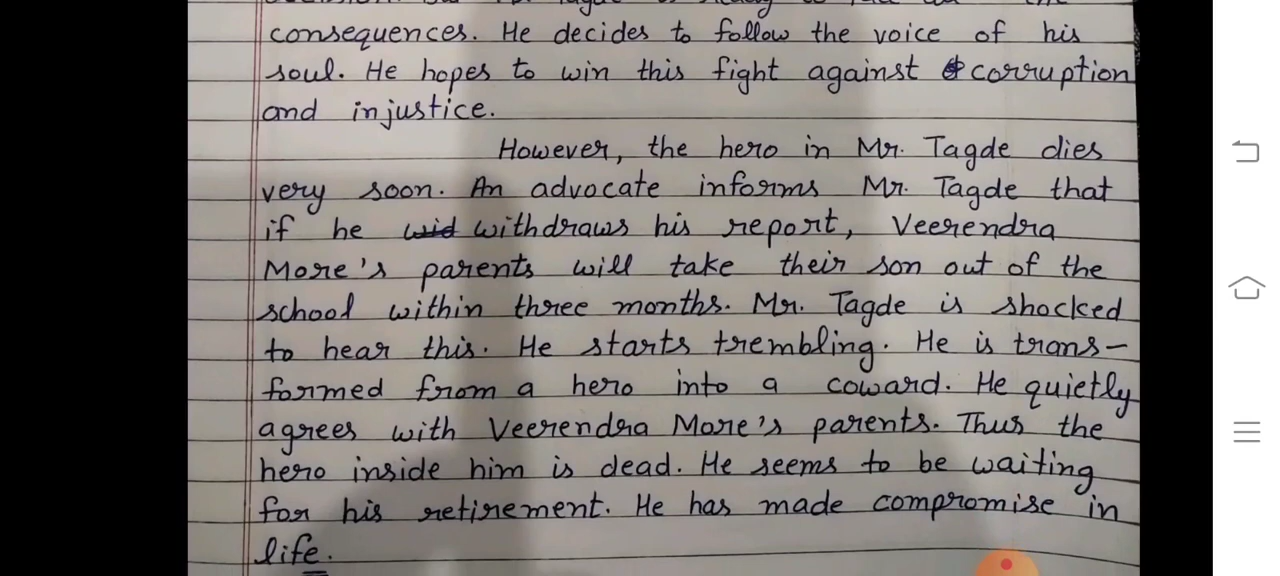 consequences. He decides to follow the voice of his
soul. He hopes to win this fight against corruption
and injustice.
However, the hero in Mr. Tagde dies
very soon. An advocate informs Mr. Tagde that
if he withdraws his report, Veerendra
More's parents will take their son out of the
school within three months. Mr. Tagde is shocked
to hear this. He starts trembling. He is trans-
formed from a hero into a coward. He quietly
agrees with Veerendra More's parents. Thus the
hero inside him is dead. He seems to be waiting
for his retirement. He has made compromise in
life.